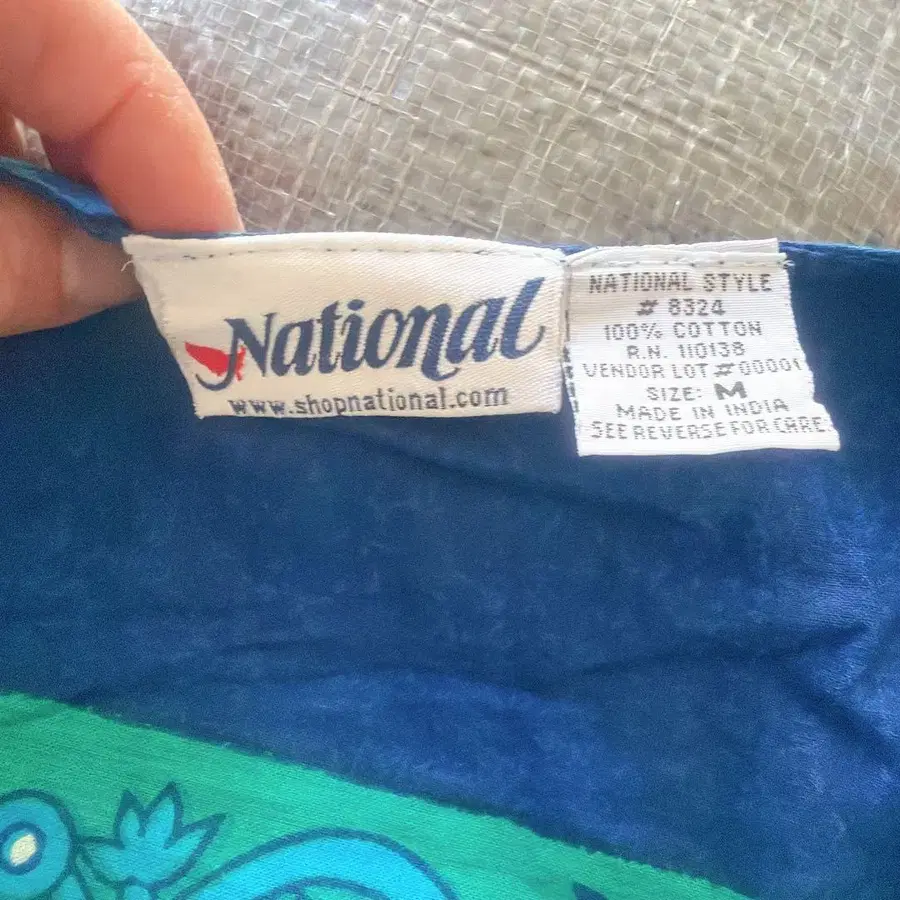 National
www.shopnational.com
NATIONAL STYLE
# 8324
100% COTTON
R.N. 110138
VENDOR LOT #00001
SIZE: M
MADE IN INDIA
SEE REVERSE FOR CARE